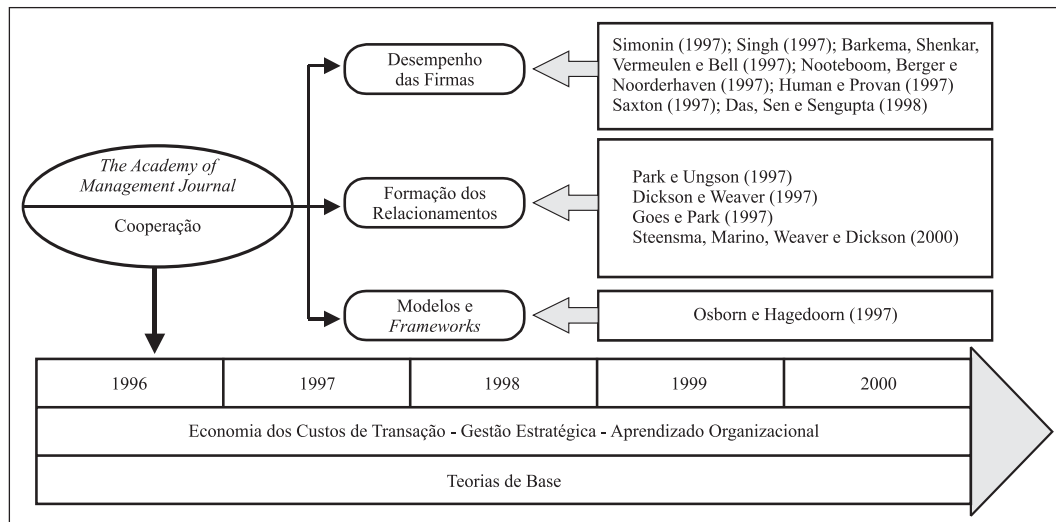 The Academy of
Management Journal
Cooperação
Desempenho
das Firmas
Simonin (1997); Singh (1997); Barkema, Shenkar,
Vermeulen e Bell (1997); Nooteboom, Berger e
Noorderhaven (1997); Human e Provan (1997)
Saxton (1997); Das, Sen e Sengupta (1998)
Formação dos
Relacionamentos
Park e Ungson (1997)
Dickson e Weaver (1997)
Goes e Park (1997)
Steensma, Marino, Weaver e Dickson (2000)
Modelos e
Frameworks
Osborn e Hagedoorn (1997)
1996 1997 1998 1999 2000
Economia dos Custos de Transação - Gestão Estratégica - Aprendizado Organizacional
Teorias de Base